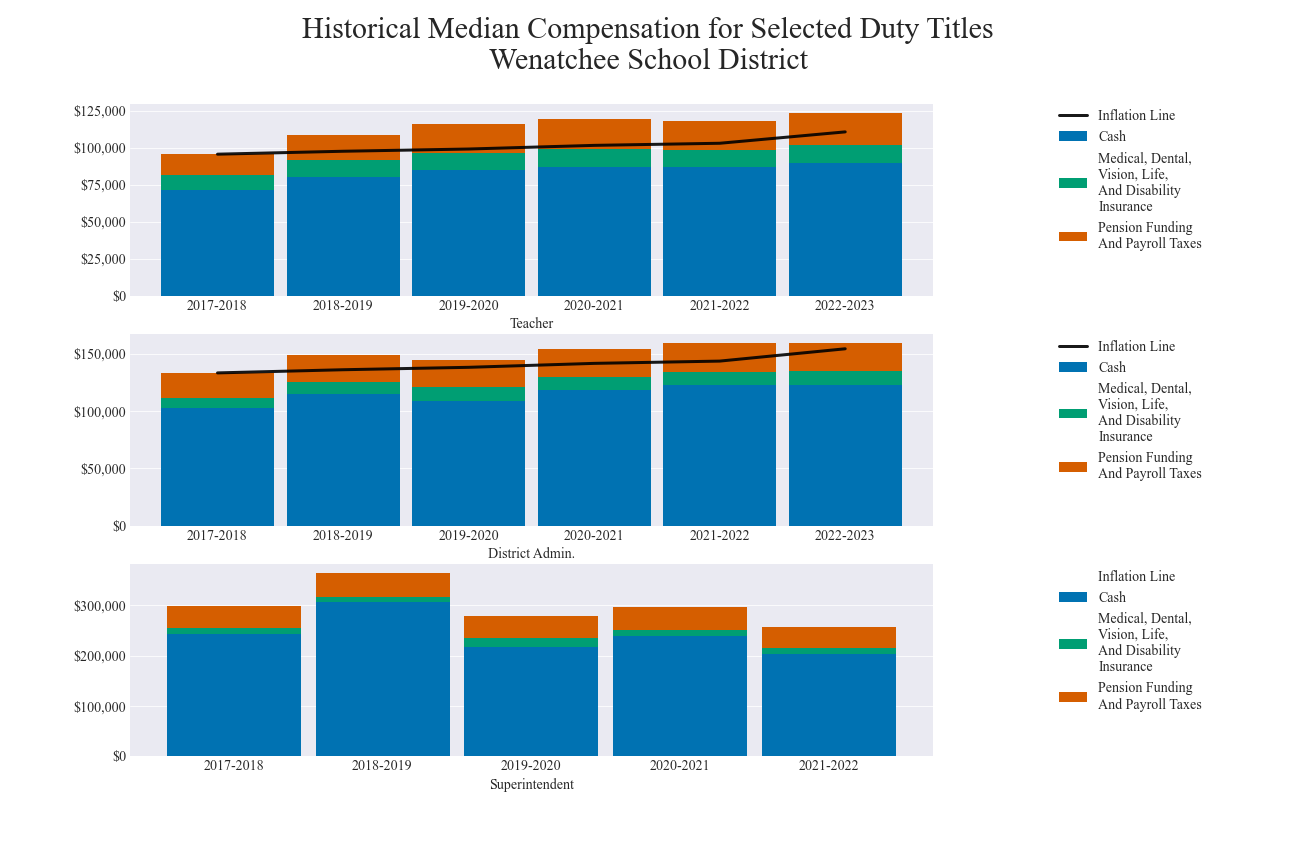 Historical Median Compensation for Selected Duty Titles
Wenatchee School District
$125,000
$100,000
$75,000
$50,000
$25,000
$0
2017-2018
2018-2019
2019-2020
2020-2021
2021-2022
2022-2023
Teacher
Inflation Line
Cash
Medical, Dental,
Vision, Life,
And Disability
Insurance
Pension Funding
And Payroll Taxes
$150,000
$100,000
$50,000
$0
2017-2018
2018-2019
2019-2020
2020-2021
2021-2022
2022-2023
District Admin.
Inflation Line
Cash
Medical, Dental,
Vision, Life,
And Disability
Insurance
Pension Funding
And Payroll Taxes
$300,000
$200,000
$100,000
$0
2017-2018
2018-2019
2019-2020
2020-2021
2021-2022
Superintendent
Inflation Line
Cash
Medical, Dental,
Vision, Life,
And Disability
Insurance
Pension Funding
And Payroll Taxes